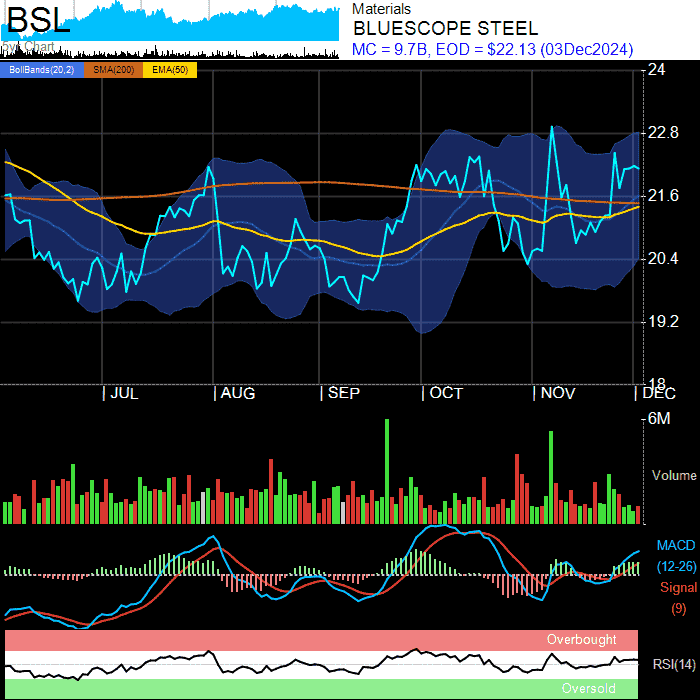 BSL
Materials
BLUESCOPE STEEL
MC = 9.7B, EOD = $22.13 (03Dec2024)
BollBands(20,2) SMA(200) EMA(50)
24
22.8
21.6
20.4
19.2
18
JUL AUG SEP OCT NOV DEC
6M
Volume
MACD
(12-26)
Signal
(9)
Overbought
RSI(14)
Oversold